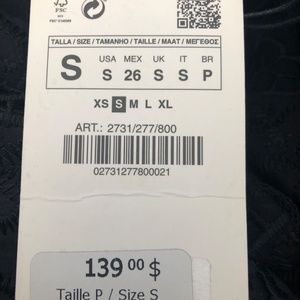 FSC
TALLA / SIZE / TAMANHO / TAILLE / MAAT / ΜΕΓΕΘΟΣ
S
USA MEX UK IT BR
S 26 S S P
XS S M L XL
ART.: 2731/277/800
02731277800021
139 00 $
Taille P / Size S